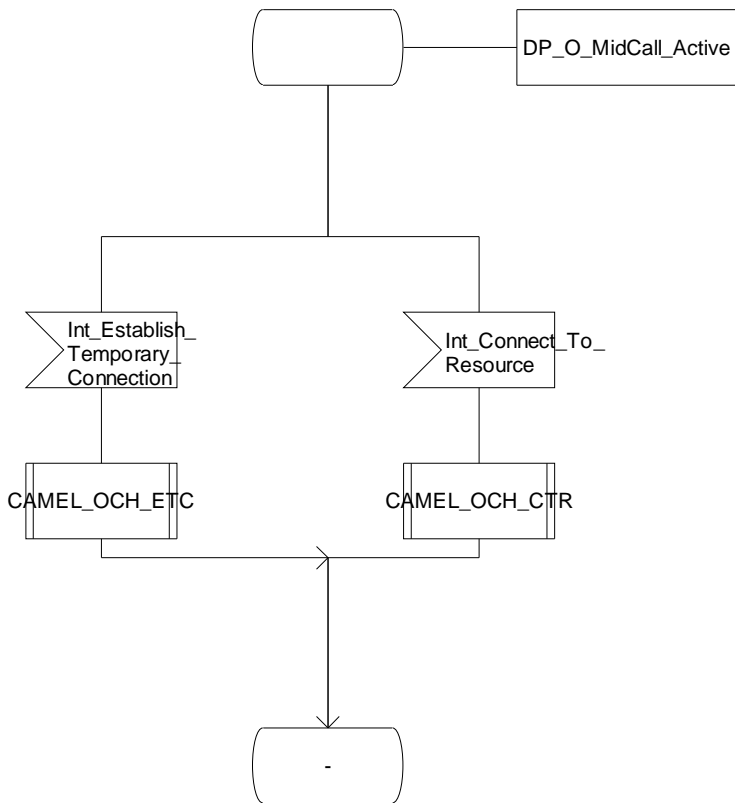 DP_O_MidCall_Active
Int_Establish_
Temporary_
Connection
Int_Connect_To_
Resource
CAMEL_OCH_ETC
CAMEL_OCH_CTR
-